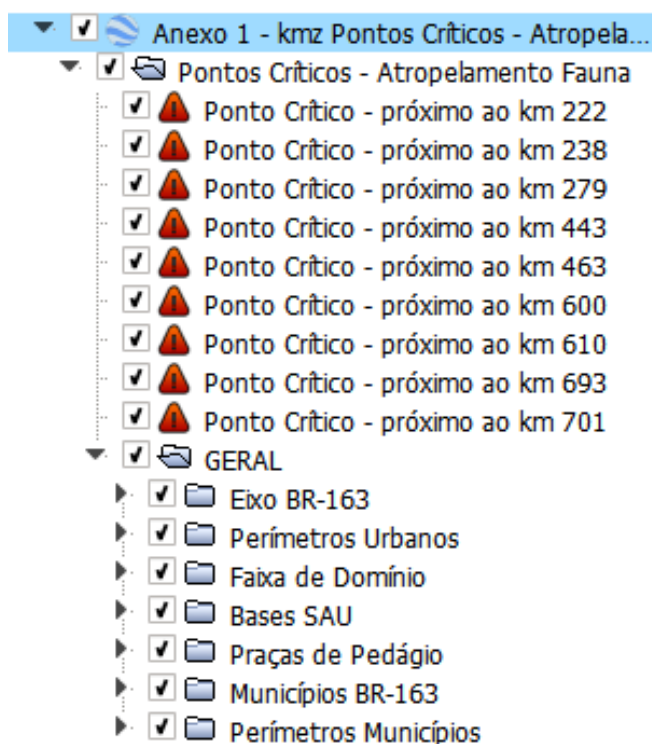 Anexo 1 - kmz Pontos Críticos - Atropela...
Pontos Críticos - Atropelamento Fauna
Ponto Crítico - próximo ao km 222
Ponto Crítico - próximo ao km 238
Ponto Crítico - próximo ao km 279
Ponto Crítico - próximo ao km 443
Ponto Crítico - próximo ao km 463
Ponto Crítico - próximo ao km 600
Ponto Crítico - próximo ao km 610
Ponto Crítico - próximo ao km 693
Ponto Crítico - próximo ao km 701
GERAL
Eixo BR-163
Perímetros Urbanos
Faixa de Domínio
Bases SAU
Praças de Pedágio
Municípios BR-163
Perímetros Municípios